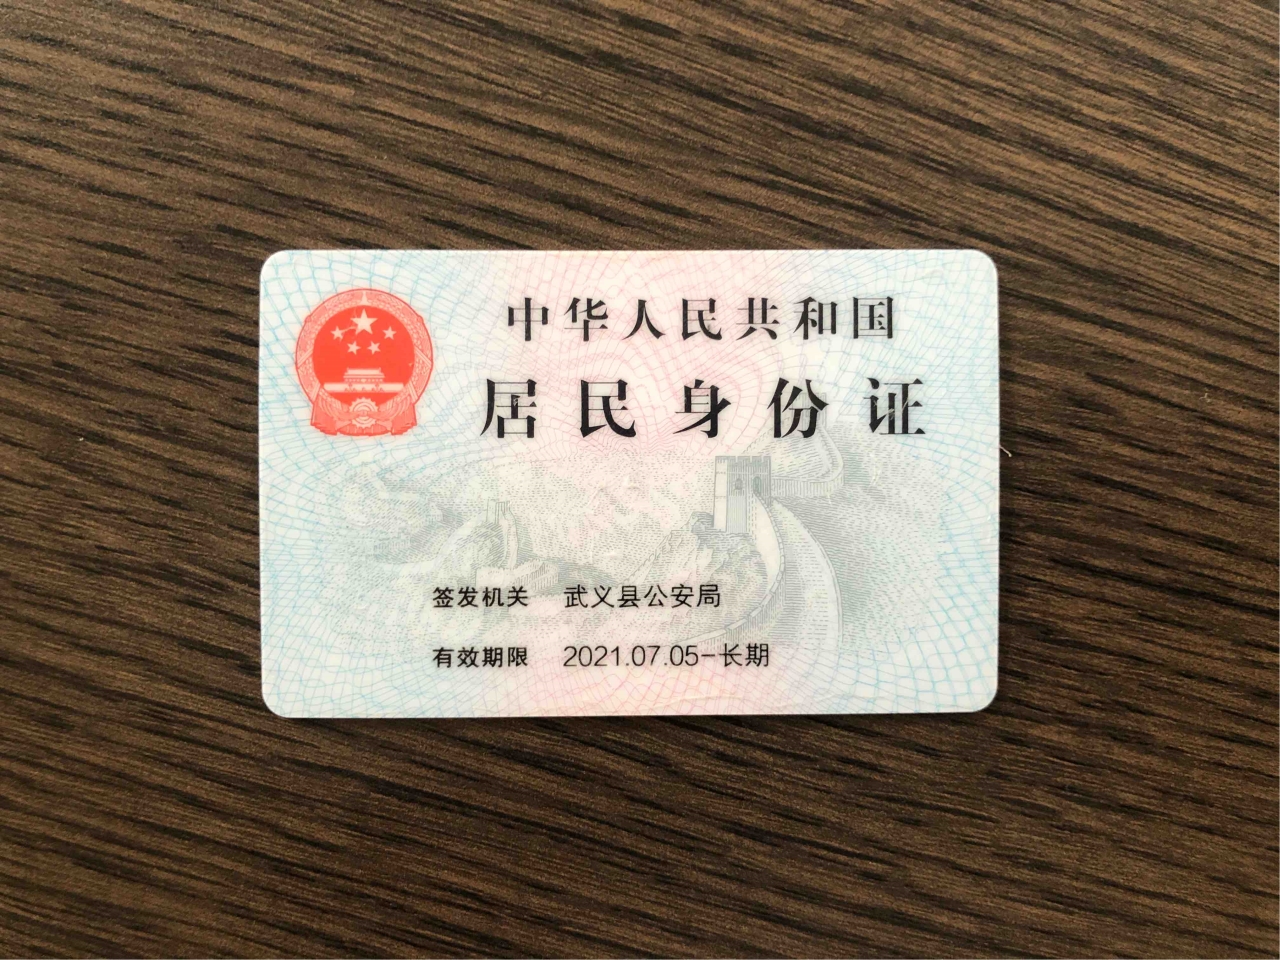 中华人民共和国
居民身份证
签发机关 武义县公安局
有效期限 2021.07.05-长期